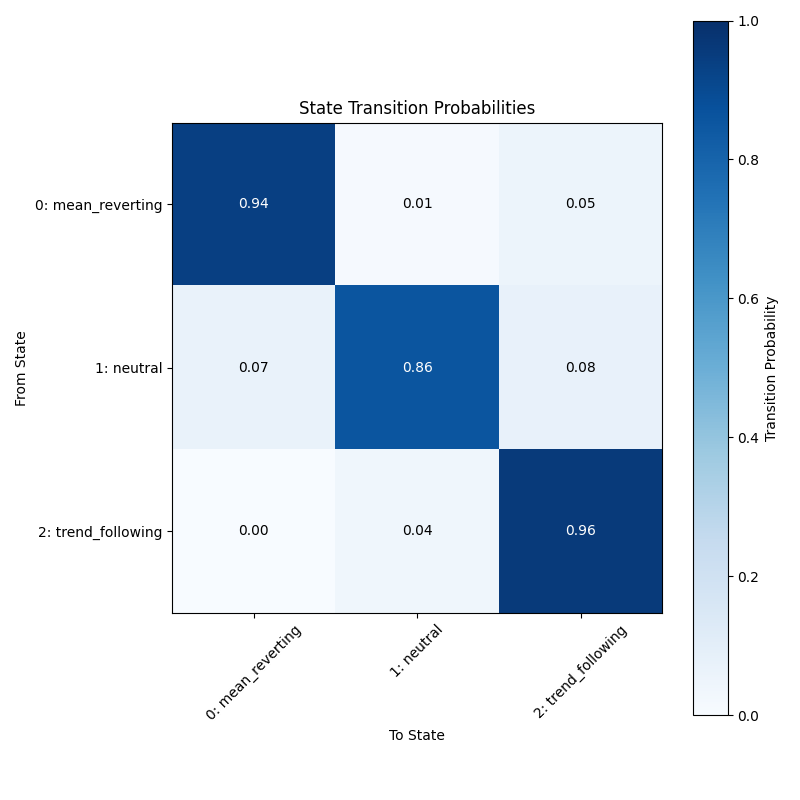 State Transition Probabilities
1.0
0.8
0.6
0.4
0.2
0.0
Transition Probability
From State
0: mean_reverting
0.94 0.01 0.05
1: neutral
0.07 0.86 0.08
2: trend_following
0.00 0.04 0.96
0: mean_reverting
1: neutral
2: trend_following
To State